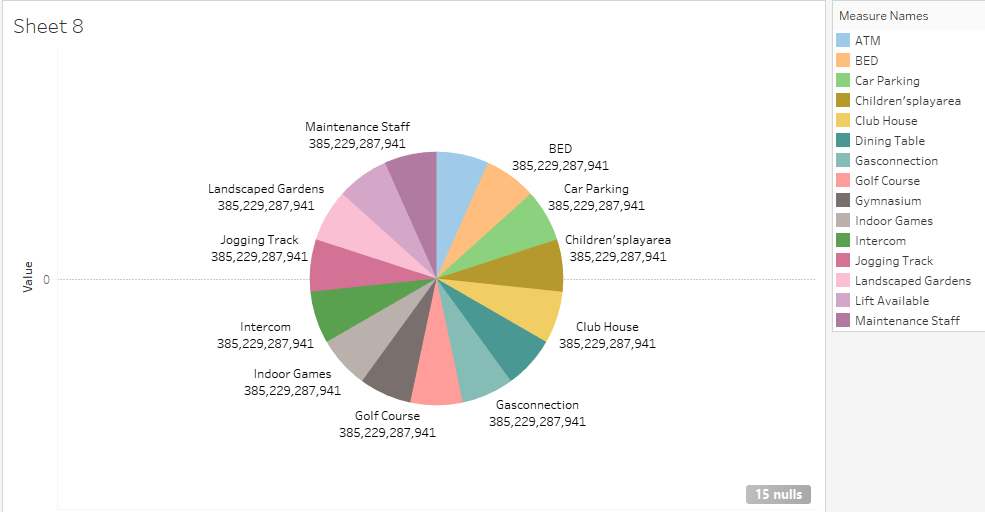 Sheet 8
Maintenance Staff
385,229,287,941
BED
385,229,287,941
Car Parking
385,229,287,941
Landscaped Gardens
385,229,287,941
Children'splayarea
385,229,287,941
Jogging Track
385,229,287,941
Value
0
Club House
385,229,287,941
Intercom
385,229,287,941
Indoor Games
385,229,287,941
Gasconnection
385,229,287,941
Golf Course
385,229,287,941
15 nulls
Measure Names
ATM
BED
Car Parking
Children'splayarea
Club House
Dining Table
Gasconnection
Golf Course
Gymnasium
Indoor Games
Intercom
Jogging Track
Landscaped Gardens
Lift Available
Maintenance Staff